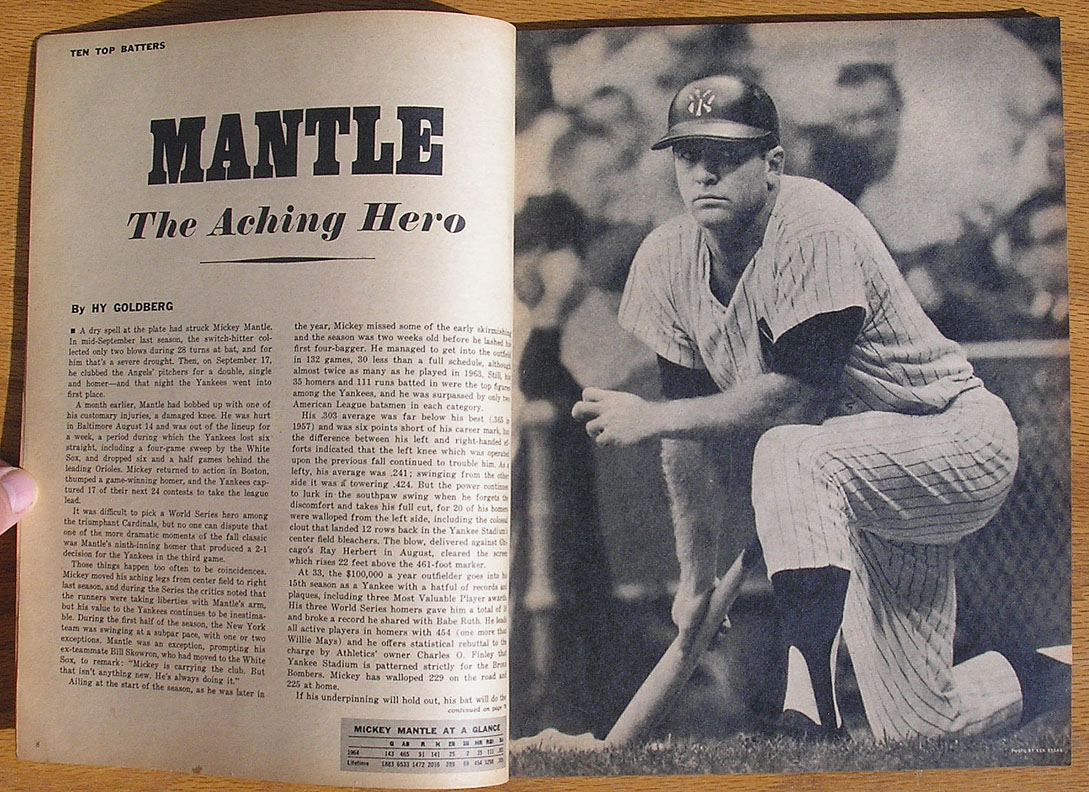 TEN TOP BATTERS
MANTLE
The Aching Hero
By HY GOLDBERG
■ A dry spell at the plate had struck Mickey Mantle.
In mid-September last season, the switch-hitter col-
lected only two blows during 28 turns at bat, and for
him that's a severe drought. Then, on September 17,
he clubbed the Angels' pitchers for a double, single
and homer—and that night the Yankees went into
first place.
A month earlier, Mantle had bobbed up with one of
his customary injuries, a damaged knee. He was hurt
in Baltimore August 14 and was out of the lineup for
a week, a period during which the Yankees lost six
straight, including a four-game sweep by the White
Sox, and dropped six and a half games behind the
leading Orioles. Mickey returned to action in Boston,
thumped a game-winning homer, and the Yankees cap-
tured 17 of their next 24 contests to take the league
lead.
It was difficult to pick a World Series hero among
the triumphant Cardinals, but no one can dispute that
one of the more dramatic moments of the fall classic
was Mantle's ninth-inning homer that produced a 2-1
decision for the Yankees in the third game.
Those things happen too often to be coincidences.
Mickey moved his aching legs from center field to right
last season, and during the Series the critics noted that
the runners were taking liberties with Mantle's arm,
but his value to the Yankees continues to be inestima-
ble. During the first half of the season, the New York
team was swinging at a subpar pace, with one or two
exceptions. Mantle was an exception, prompting his
ex-teammate Bill Skowron, who had moved to the White
Sox, to remark: "Mickey is carrying the club. But
that isn't anything new. He's always doing it."
Ailing at the start of the season, as he was later in
the year, Mickey missed some of the early skirmishing
and the season was two weeks old before he lashed his
first four-bagger. He managed to get into the outfield
in 132 games, 30 less than a full schedule, although
almost twice as many as he played in 1963. Still, his
35 homers and 111 runs batted in were the top figures
among the Yankees, and he was surpassed by only two
American League batsmen in each category.
His .303 average was far below his best (.365 in
1957) and was six points short of his career mark, but
the difference between his left and right-handed ef-
forts indicated that the left knee which was operated
upon the previous fall continued to trouble him. As a
lefty, his average was .241; swinging from the other
side it was a towering .424. But the power continues
to lurk in the southpaw swing when he forgets the
discomfort and takes his full cut, for 20 of his homers
were walloped from the left side, including the colossal
clout that landed 12 rows back in the Yankee Stadium's
center field bleachers. The blow, delivered against Chi-
cago's Ray Herbert in August, cleared the screen
which rises 22 feet above the 461-foot marker.
At 33, the $100,000 a year outfielder goes into his
15th season as a Yankee with a hatful of records and
plaques, including three Most Valuable Player awards.
His three World Series homers gave him a total of
and broke a record he shared with Babe Ruth. He leads
all active players in homers with 454 (one more than
Willie Mays) and he offers statistical rebuttal to the
charge by Athletics' owner Charles O. Finley that
Yankee Stadium is patterned strictly for the Bronx
Bombers. Mickey has walloped 229 on the road and
225 at home.
If his underpinning will hold out, his bat will do the
continued on page
MICKEY MANTLE AT A GLANCE
G AB R H 2B 3B HR RBI
1964 143 465 91 141 25 2 35 111
Lifetime 1883 6533 1472 2016 289 69 454 1298
8
NY
PHOTO BY KEN REGAN